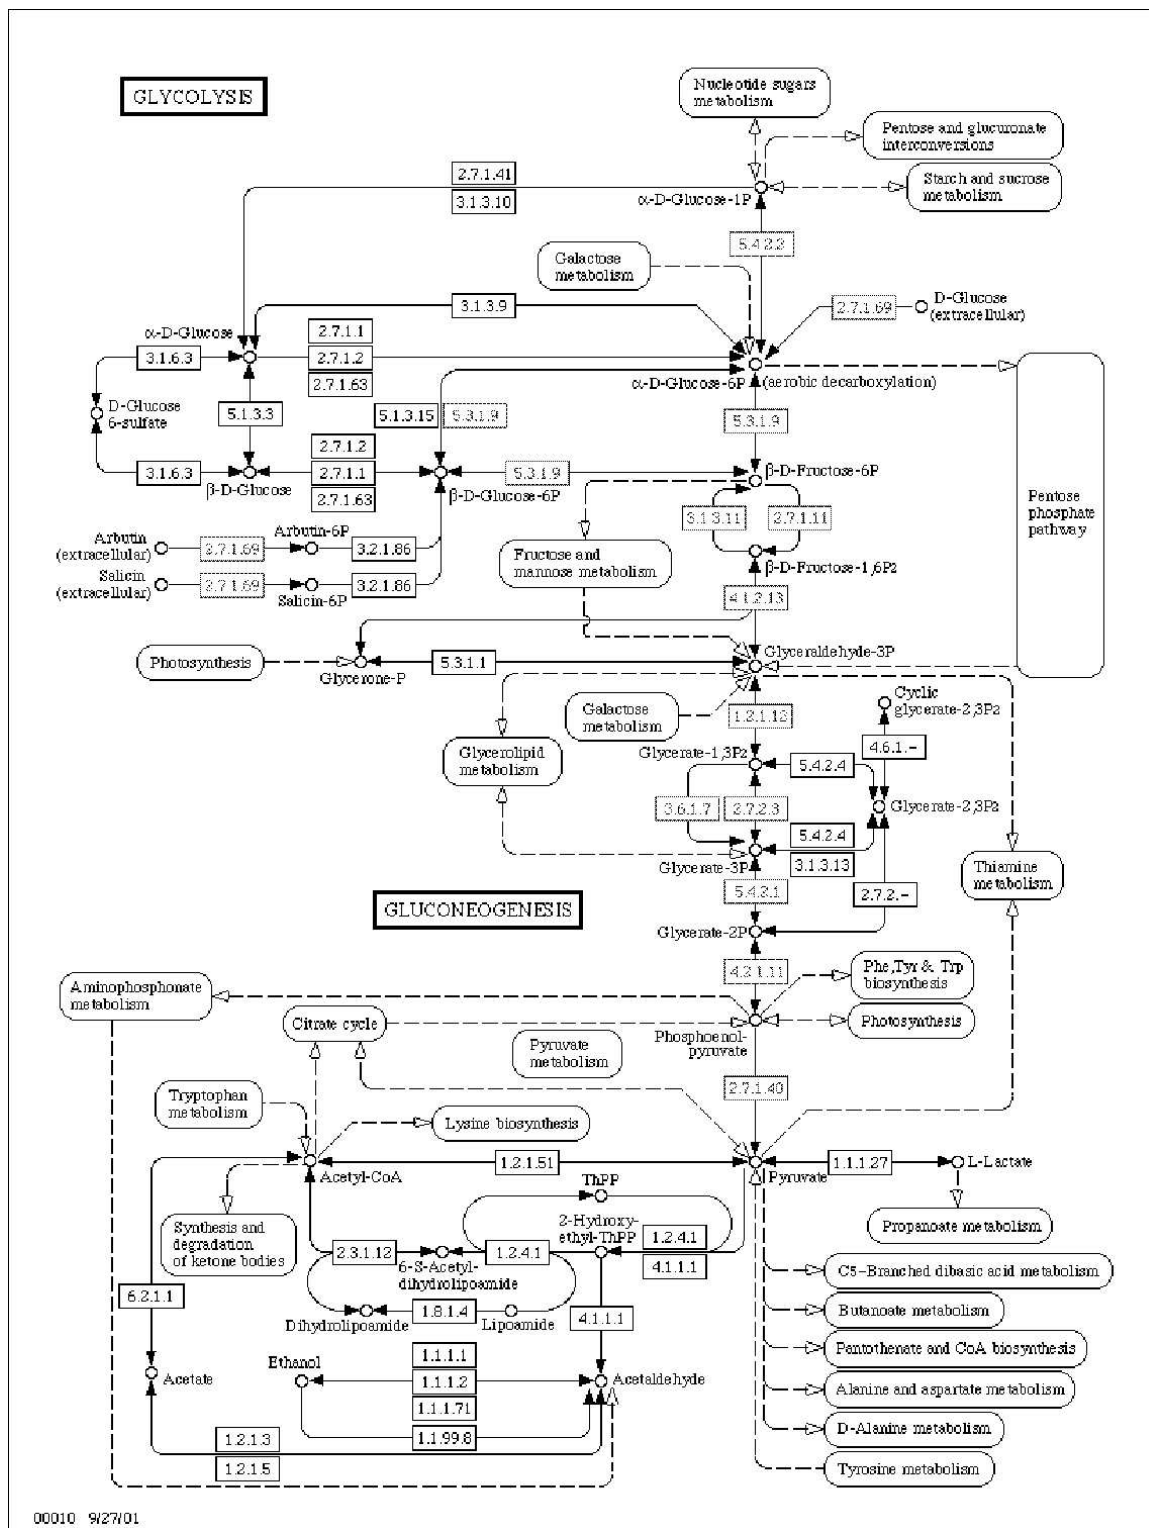 GLYCOLYSIS
Nucleotide sugars
metabolism
Pentose and glucuronate
interconversions
Starch and sucrose
metabolism
2.7.1.41
3.1.3.10
α-D-Glucose-1P
5.4.2.2
Galactose
metabolism
3.1.3.9
2.7.1.69
D-Glucose
(extracellular)
α-D-Glucose
3.1.6.3
2.7.1.1
2.7.1.2
2.7.1.63
α-D-Glucose-6P
(aerobic decarboxylation)
D-Glucose
6-sulfate
5.1.3.3
5.1.3.15
5.3.1.9
5.3.1.9
3.1.6.3
β-D-Glucose
2.7.1.2
2.7.1.1
2.7.1.63
β-D-Glucose-6P
5.3.1.9
β-D-Fructose-6P
Pentose
phosphate
pathway
3.1.3.11
2.7.1.11
Arbutin
(extracellular)
2.7.1.69
Arbutin-6P
3.2.1.86
Fructose and
mannose metabolism
β-D-Fructose-1,6P2
Salicin
(extracellular)
2.7.1.69
Salicin-6P
3.2.1.86
4.1.2.13
Photosynthesis
Glycerone-P
5.3.1.1
Glyceraldehyde-3P
Galactose
metabolism
1.2.1.12
Cyclic
glycerate-2,3P2
Glycerolipid
metabolism
Glycerate-1,3P2
5.4.2.4
4.6.1.-
3.6.1.7
2.7.2.3
Glycerate-2,3P2
5.4.2.4
3.1.3.13
Glycerate-3P
Thiamine
metabolism
5.4.2.1
2.7.2.-
GLUCONEOGENESIS
Glycerate-2P
4.2.1.11
Phe,Tyr & Trp
biosynthesis
Aminophosphonate
metabolism
Citrate cycle
Photosynthesis
Pyruvate
metabolism
Phosphoenol-
pyruvate
2.7.1.40
Tryptophan
metabolism
Lysine biosynthesis
Acetyl-CoA
1.2.1.51
Pyruvate
1.1.1.27
L-Lactate
ThPP
Synthesis and
degradation
of ketone bodies
2-Hydroxy-
ethyl-ThPP
Propanoate metabolism
2.3.1.12
6-S-Acetyl-
dihydrolipoamide
1.2.4.1
1.2.4.1
4.1.1.1
C5-Branched dibasic acid metabolism
6.2.1.1
Dihydrolipoamide
1.8.1.4
Lipoamide
4.1.1.1
Butanoate metabolism
Pantothenate and CoA biosynthesis
Acetate
Ethanol
1.1.1.1
1.1.1.2
1.1.1.71
1.1.99.8
Acetaldehyde
Alanine and aspartate metabolism
D-Alanine metabolism
1.2.1.3
1.2.1.5
Tyrosine metabolism
00010 9/27/01